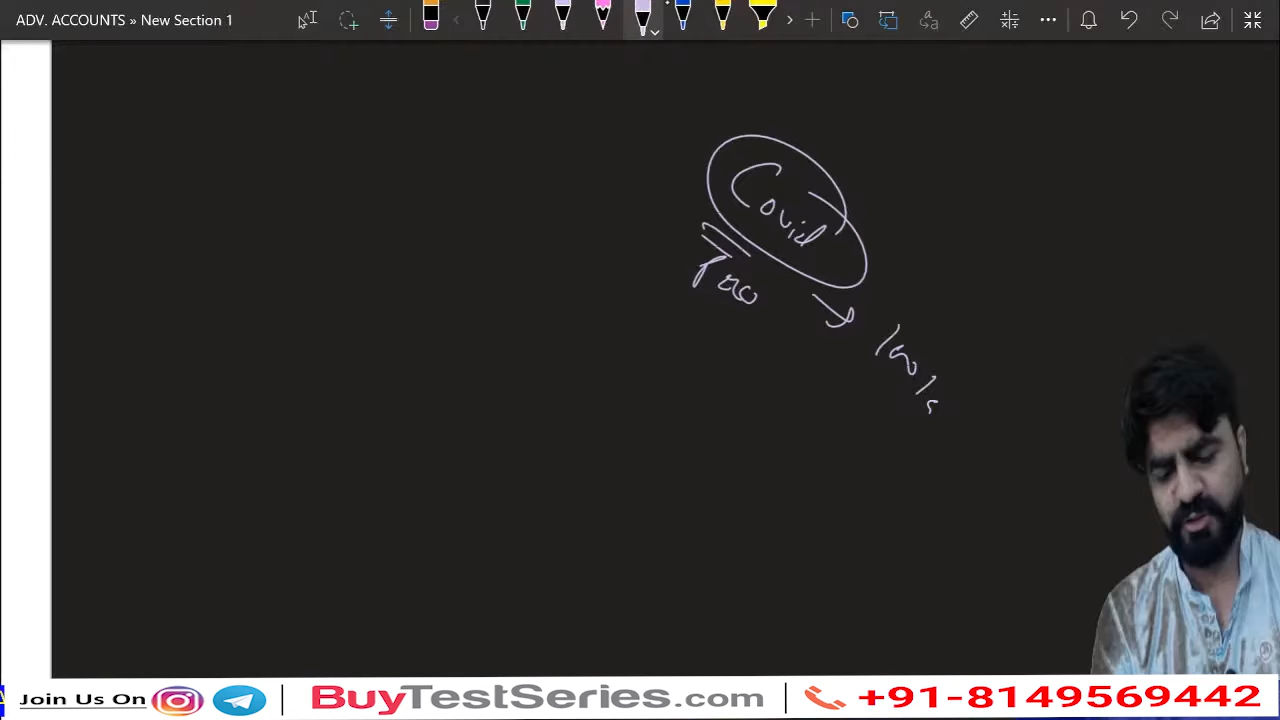 ADV. ACCOUNTS » New Section 1
Covid
Join Us On
BuyTestSeries.com
+91-8149569442